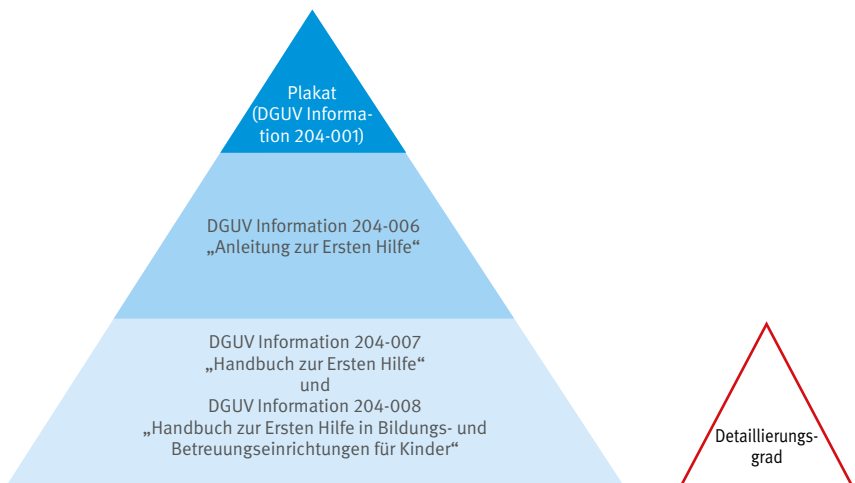 Plakat
(DGUV Informa-
tion 204-001)
DGUV Information 204-006
„Anleitung zur Ersten Hilfe“
DGUV Information 204-007
„Handbuch zur Ersten Hilfe“
und
DGUV Information 204-008
„Handbuch zur Ersten Hilfe in Bildungs- und
Betreuungseinrichtungen für Kinder“
Detaillierungs-
grad